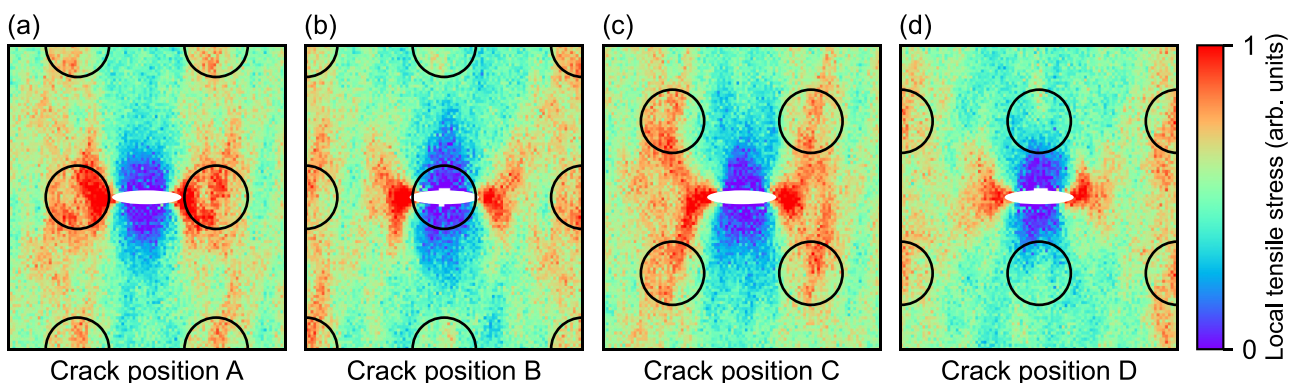 (a) (b) (c) (d)
1
Local tensile stress (arb. units)
0
Crack position A Crack position B Crack position C Crack position D